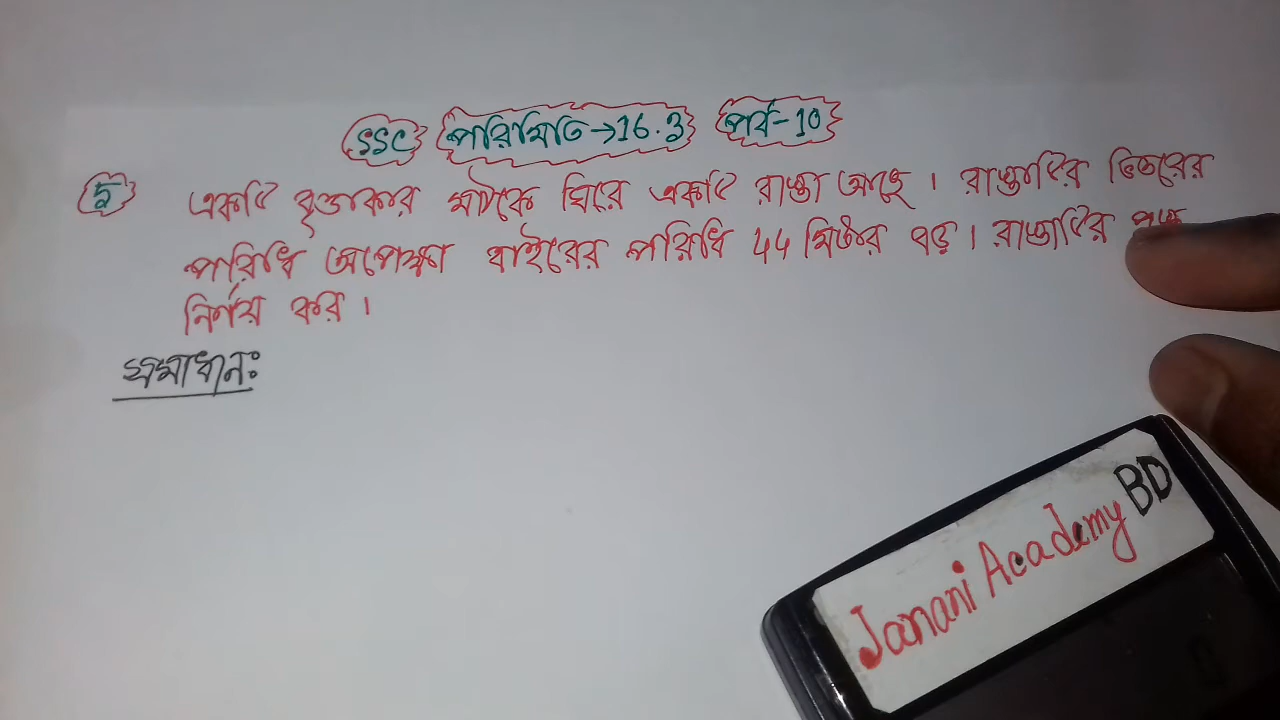 SSC পরিমিতি→16.3 পর্ব-10
5 একটি বৃত্তাকার মাঠকে ঘিরে একটি রাস্তা আছে। রাস্তাটির ভিতরের
পরিধি অপেক্ষা বাইরের পরিধি 44 মিটার বড়। রাস্তাটির
নির্ণয় কর।
সমাধানঃ
Janani Academy BD